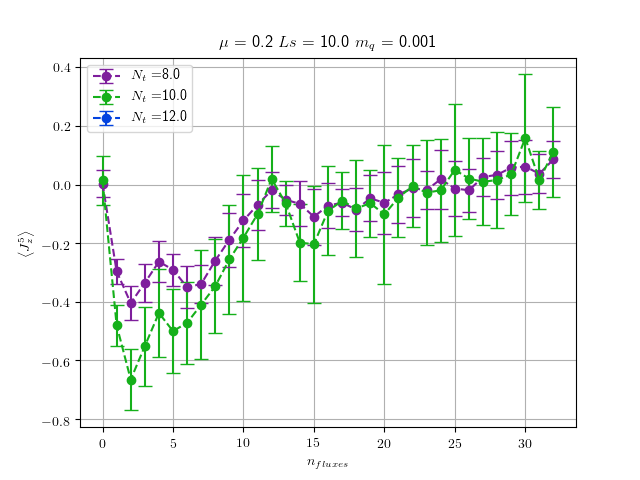 μ = 0.2 Ls = 10.0 m_q = 0.001
N_t =8.0
N_t =10.0
N_t =12.0
0.4
0.2
0.0
−0.2
−0.4
−0.6
−0.8
⟨J_z^5⟩
0 5 10 15 20 25 30
n_fluxes